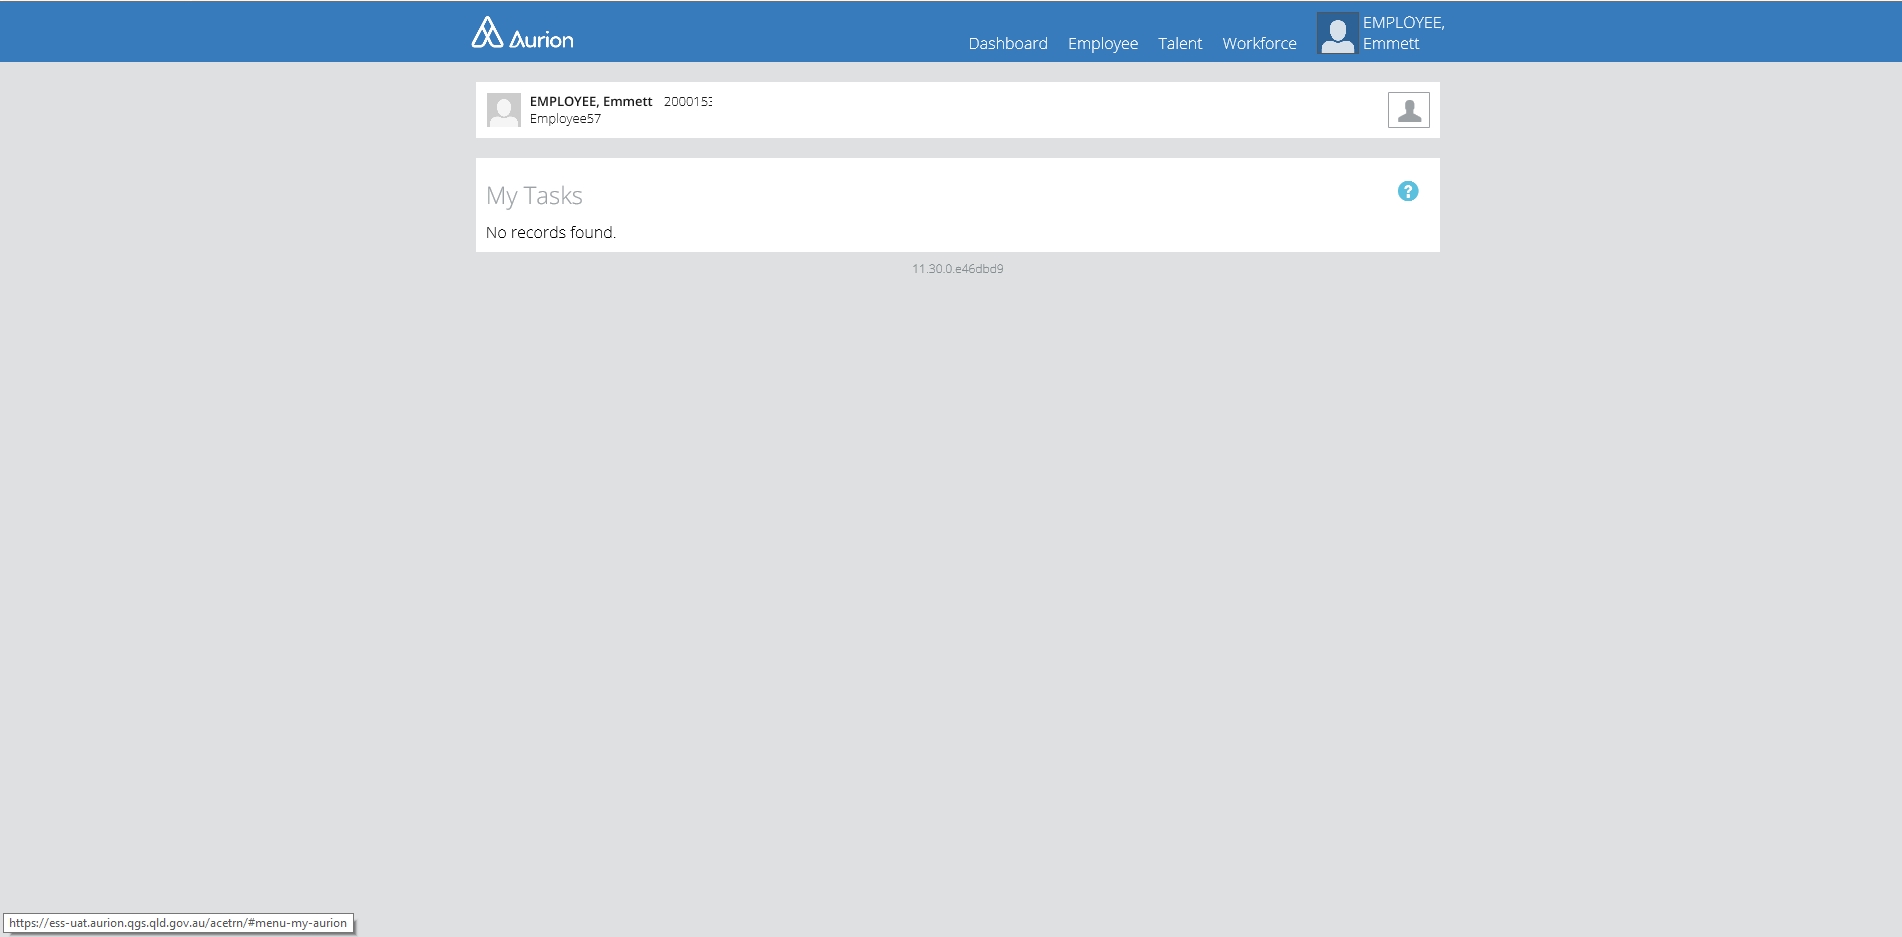 Aurion
Dashboard Employee Talent Workforce
EMPLOYEE,
Emmett
EMPLOYEE, Emmett 200015
Employee57
My Tasks
?
No records found.
11.30.0.e46dbd9
https://ess-uat.aurion.qgs.qld.gov.au/acetrn/#menu-my-aurion